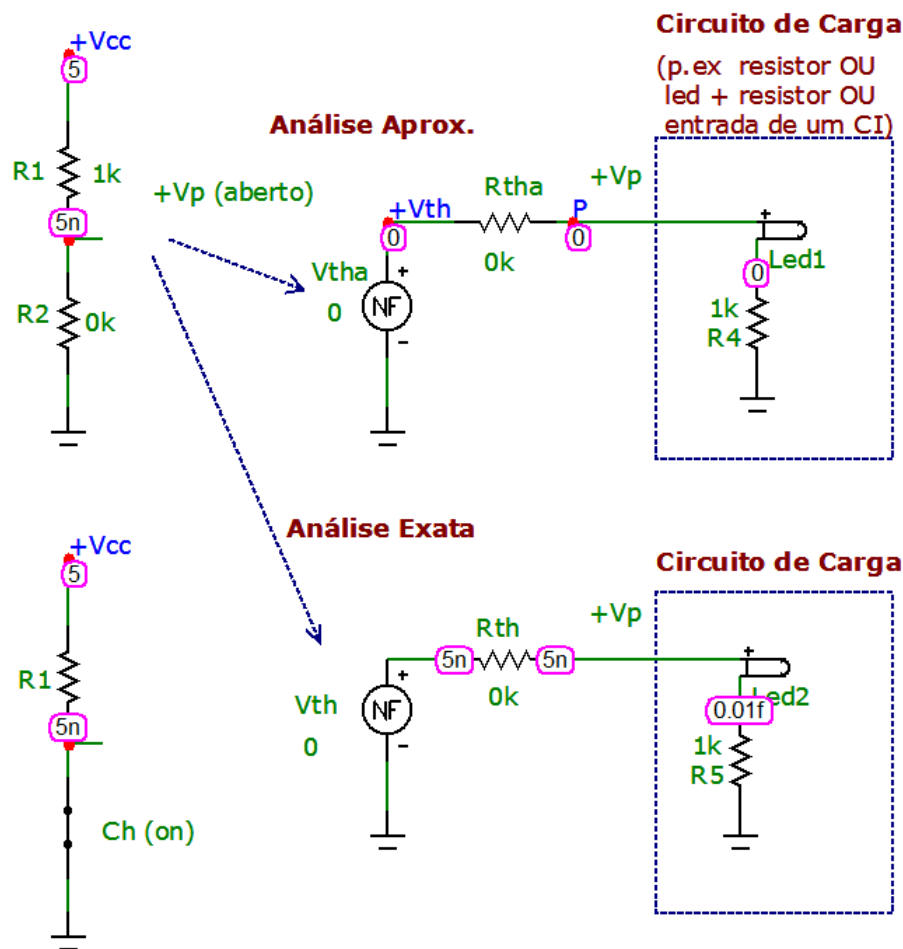 Circuito de Carga
+Vcc
5
(p.ex resistor OU
led + resistor OU
entrada de um CI)
Análise Aprox.
R1 1k
+Vp (aberto)
5n
Rtha
+Vp
+Vth
P
0
0
0k
Vtha
0
NF
+
-
+
Led1
0
1k
R4
R2 0k
Análise Exata
+Vcc
5
Circuito de Carga
Rth
+Vp
R1
5n
5n
0k
+
Led2
Vth
0
NF
+
-
0.01f
5n
1k
R5
Ch (on)